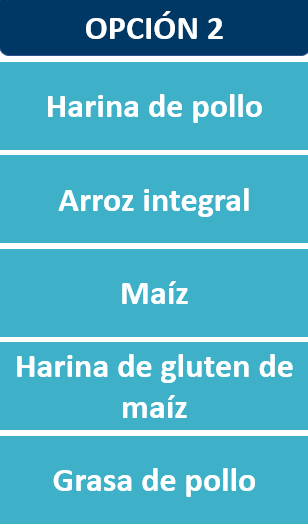 OPCIÓN 2
Harina de pollo
Arroz integral
Maíz
Harina de gluten de
maíz
Grasa de pollo